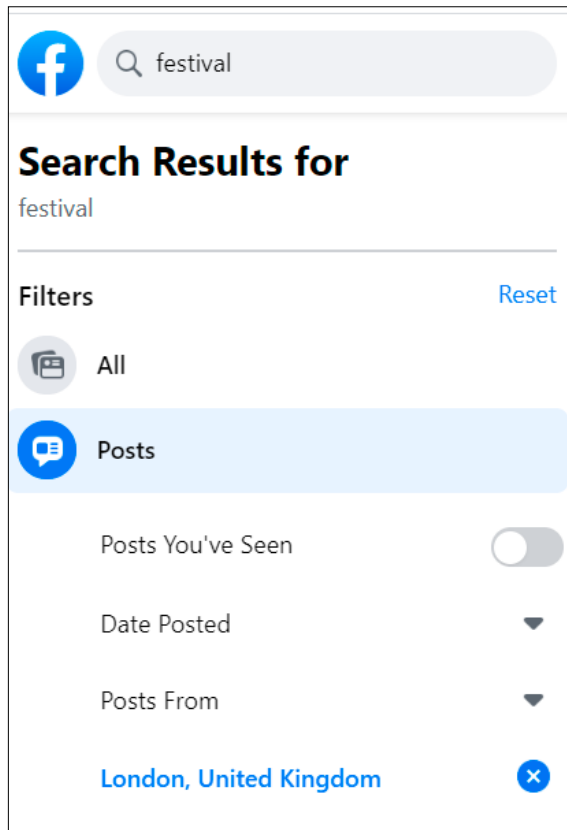 festival
Search Results for
festival
Filters
Reset
All
Posts
Posts You've Seen
Date Posted
Posts From
London, United Kingdom